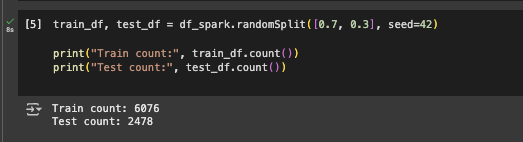 [5] train_df, test_df = df_spark.randomSplit([0.7, 0.3], seed=42)
print("Train count:", train_df.count())
print("Test count:", test_df.count())
8s
Train count: 6076
Test count: 2478